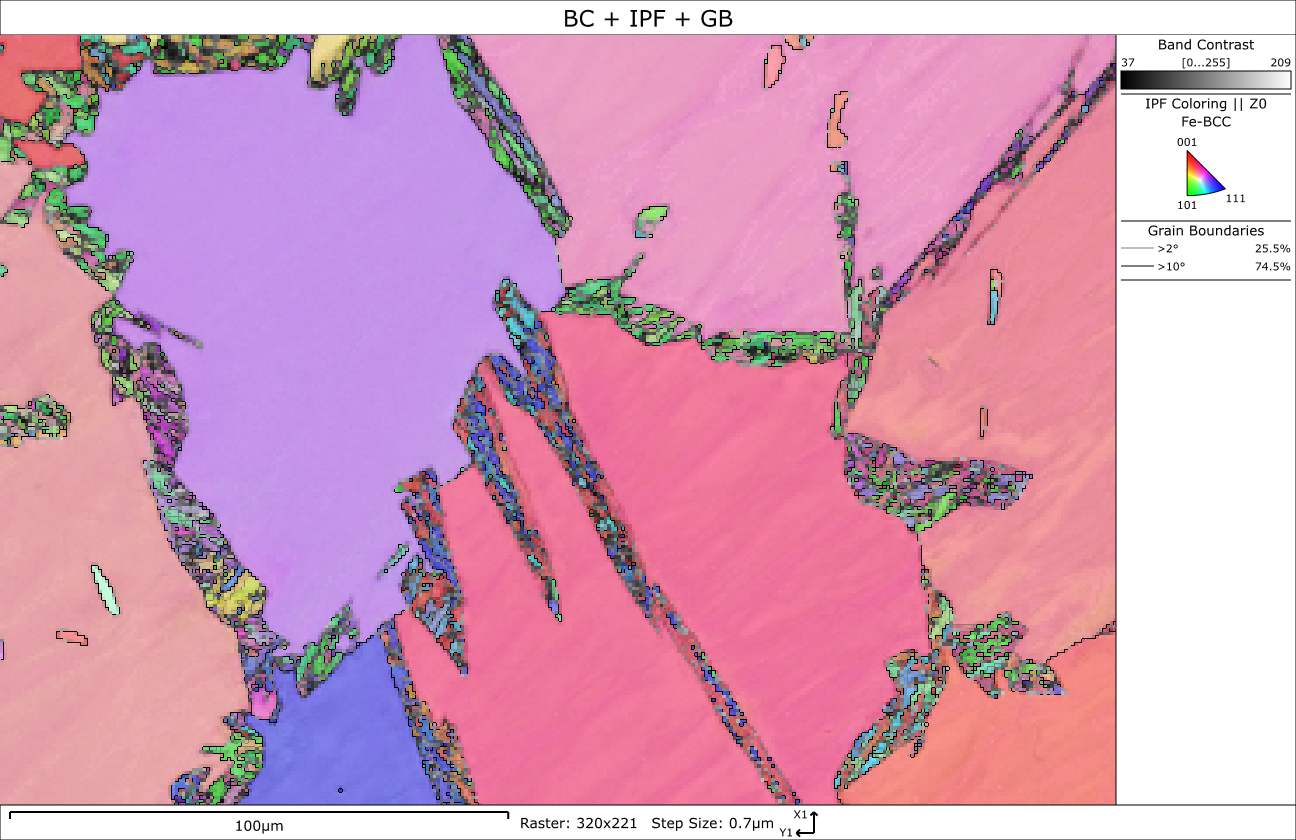 BC + IPF + GB
Band Contrast
37 [0...255] 209
IPF Coloring || Z0
Fe-BCC
001
101 111
Grain Boundaries
>2° 25.5%
>10° 74.5%
100µm Raster: 320x221 Step Size: 0.7µm X1
Y1